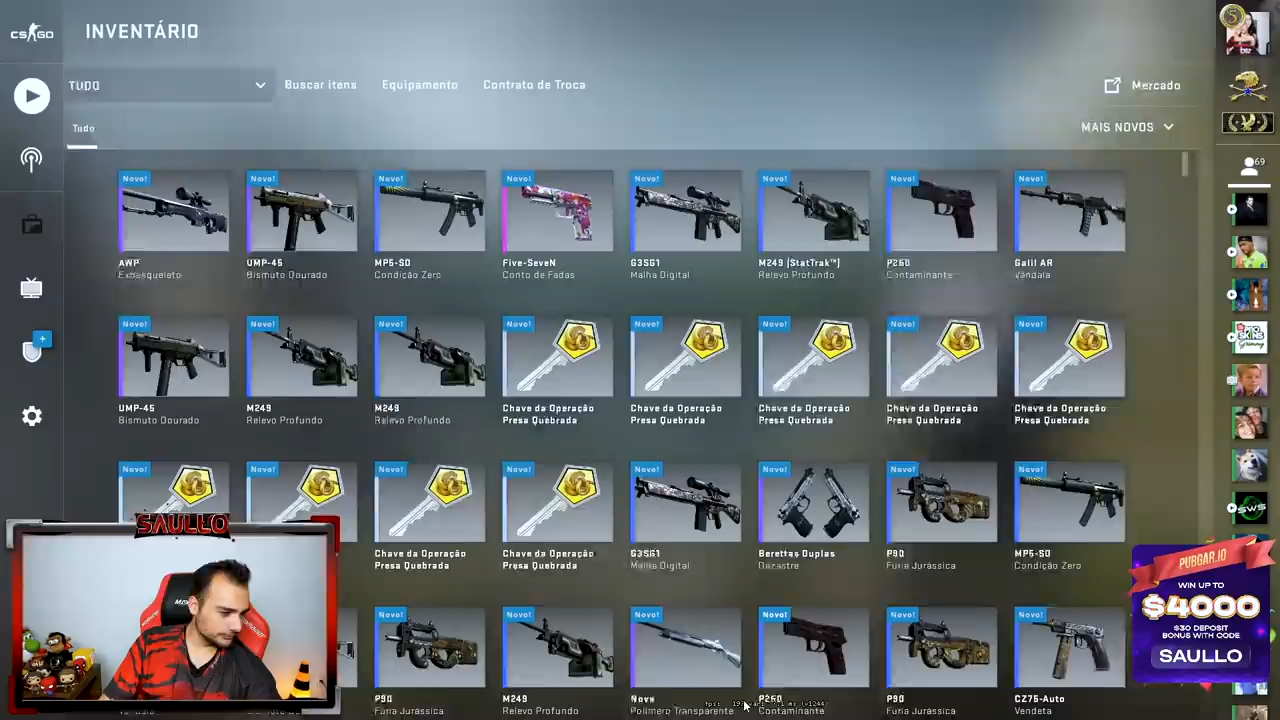 CS:GO
INVENTÁRIO
TUDO
Buscar itens
Equipamento
Contrato de Troca
Mercado
Tudo
MAIS NOVOS
69
Novo! Novo! Novo! Novo! Novo! Novo! Novo! Novo!
AWP UMP-45 MP5-SD Five-SeveN G3SG1 M249 (StatTrak™) P250 Galil AR
Exoesqueleto Bismuto Dourado Condição Zero Conto de Fadas Malha Digital Relevo Profundo Contaminante Vândala
Novo! Novo! Novo! Novo! Novo! Novo! Novo! Novo!
UMP-45 M249 M249 Chave da Operação Chave da Operação Chave da Operação Chave da Operação Chave da Operação
Bismuto Dourado Relevo Profundo Relevo Profundo Presa Quebrada Presa Quebrada Presa Quebrada Presa Quebrada Presa Quebrada
Novo! Novo! Novo! Novo! Novo! Novo! Novo! Novo!
Chave da Operação Chave da Operação G3SG1 Berettas Duplas P90 MP5-SD
Presa Quebrada Presa Quebrada Malha Digital Desastre Fúria Jurássica Condição Zero
Novo! Novo! Novo! Novo! Novo! Novo!
P90 M249 Nova P250 P90 CZ75-Auto
Fúria Jurássica Relevo Profundo Polímero Transparente Contaminante Fúria Jurássica Vendeta
SAULLO
PUBGAR.IO
WIN UP TO
$4000
$30 DEPOSIT
BONUS WITH CODE
SAULLO